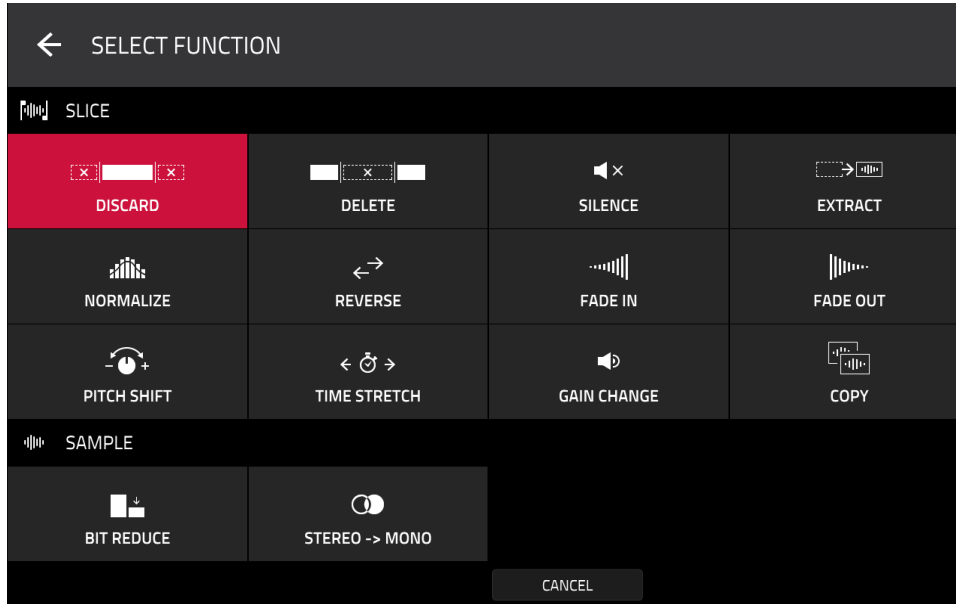 SELECT FUNCTION
SLICE
DISCARD
DELETE
SILENCE
EXTRACT
NORMALIZE
REVERSE
FADE IN
FADE OUT
PITCH SHIFT
TIME STRETCH
GAIN CHANGE
COPY
SAMPLE
BIT REDUCE
STEREO -> MONO
CANCEL